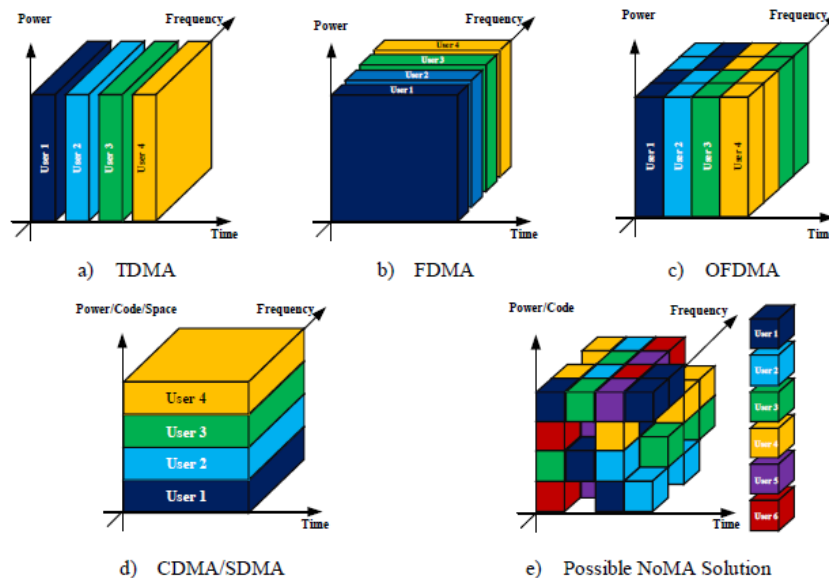 Power
Frequency
User 1
User 2
User 3
User 4
Time
a) TDMA
Power
Frequency
User 4
User 3
User 2
User 1
Time
b) FDMA
Power
Frequency
User 1
User 2
User 3
User 4
Time
c) OFDMA
Power/Code/Space
Frequency
User 4
User 3
User 2
User 1
Time
d) CDMA/SDMA
Power/Code
Frequency
User 1
User 2
User 3
User 4
User 5
User 6
Time
e) Possible NoMA Solution